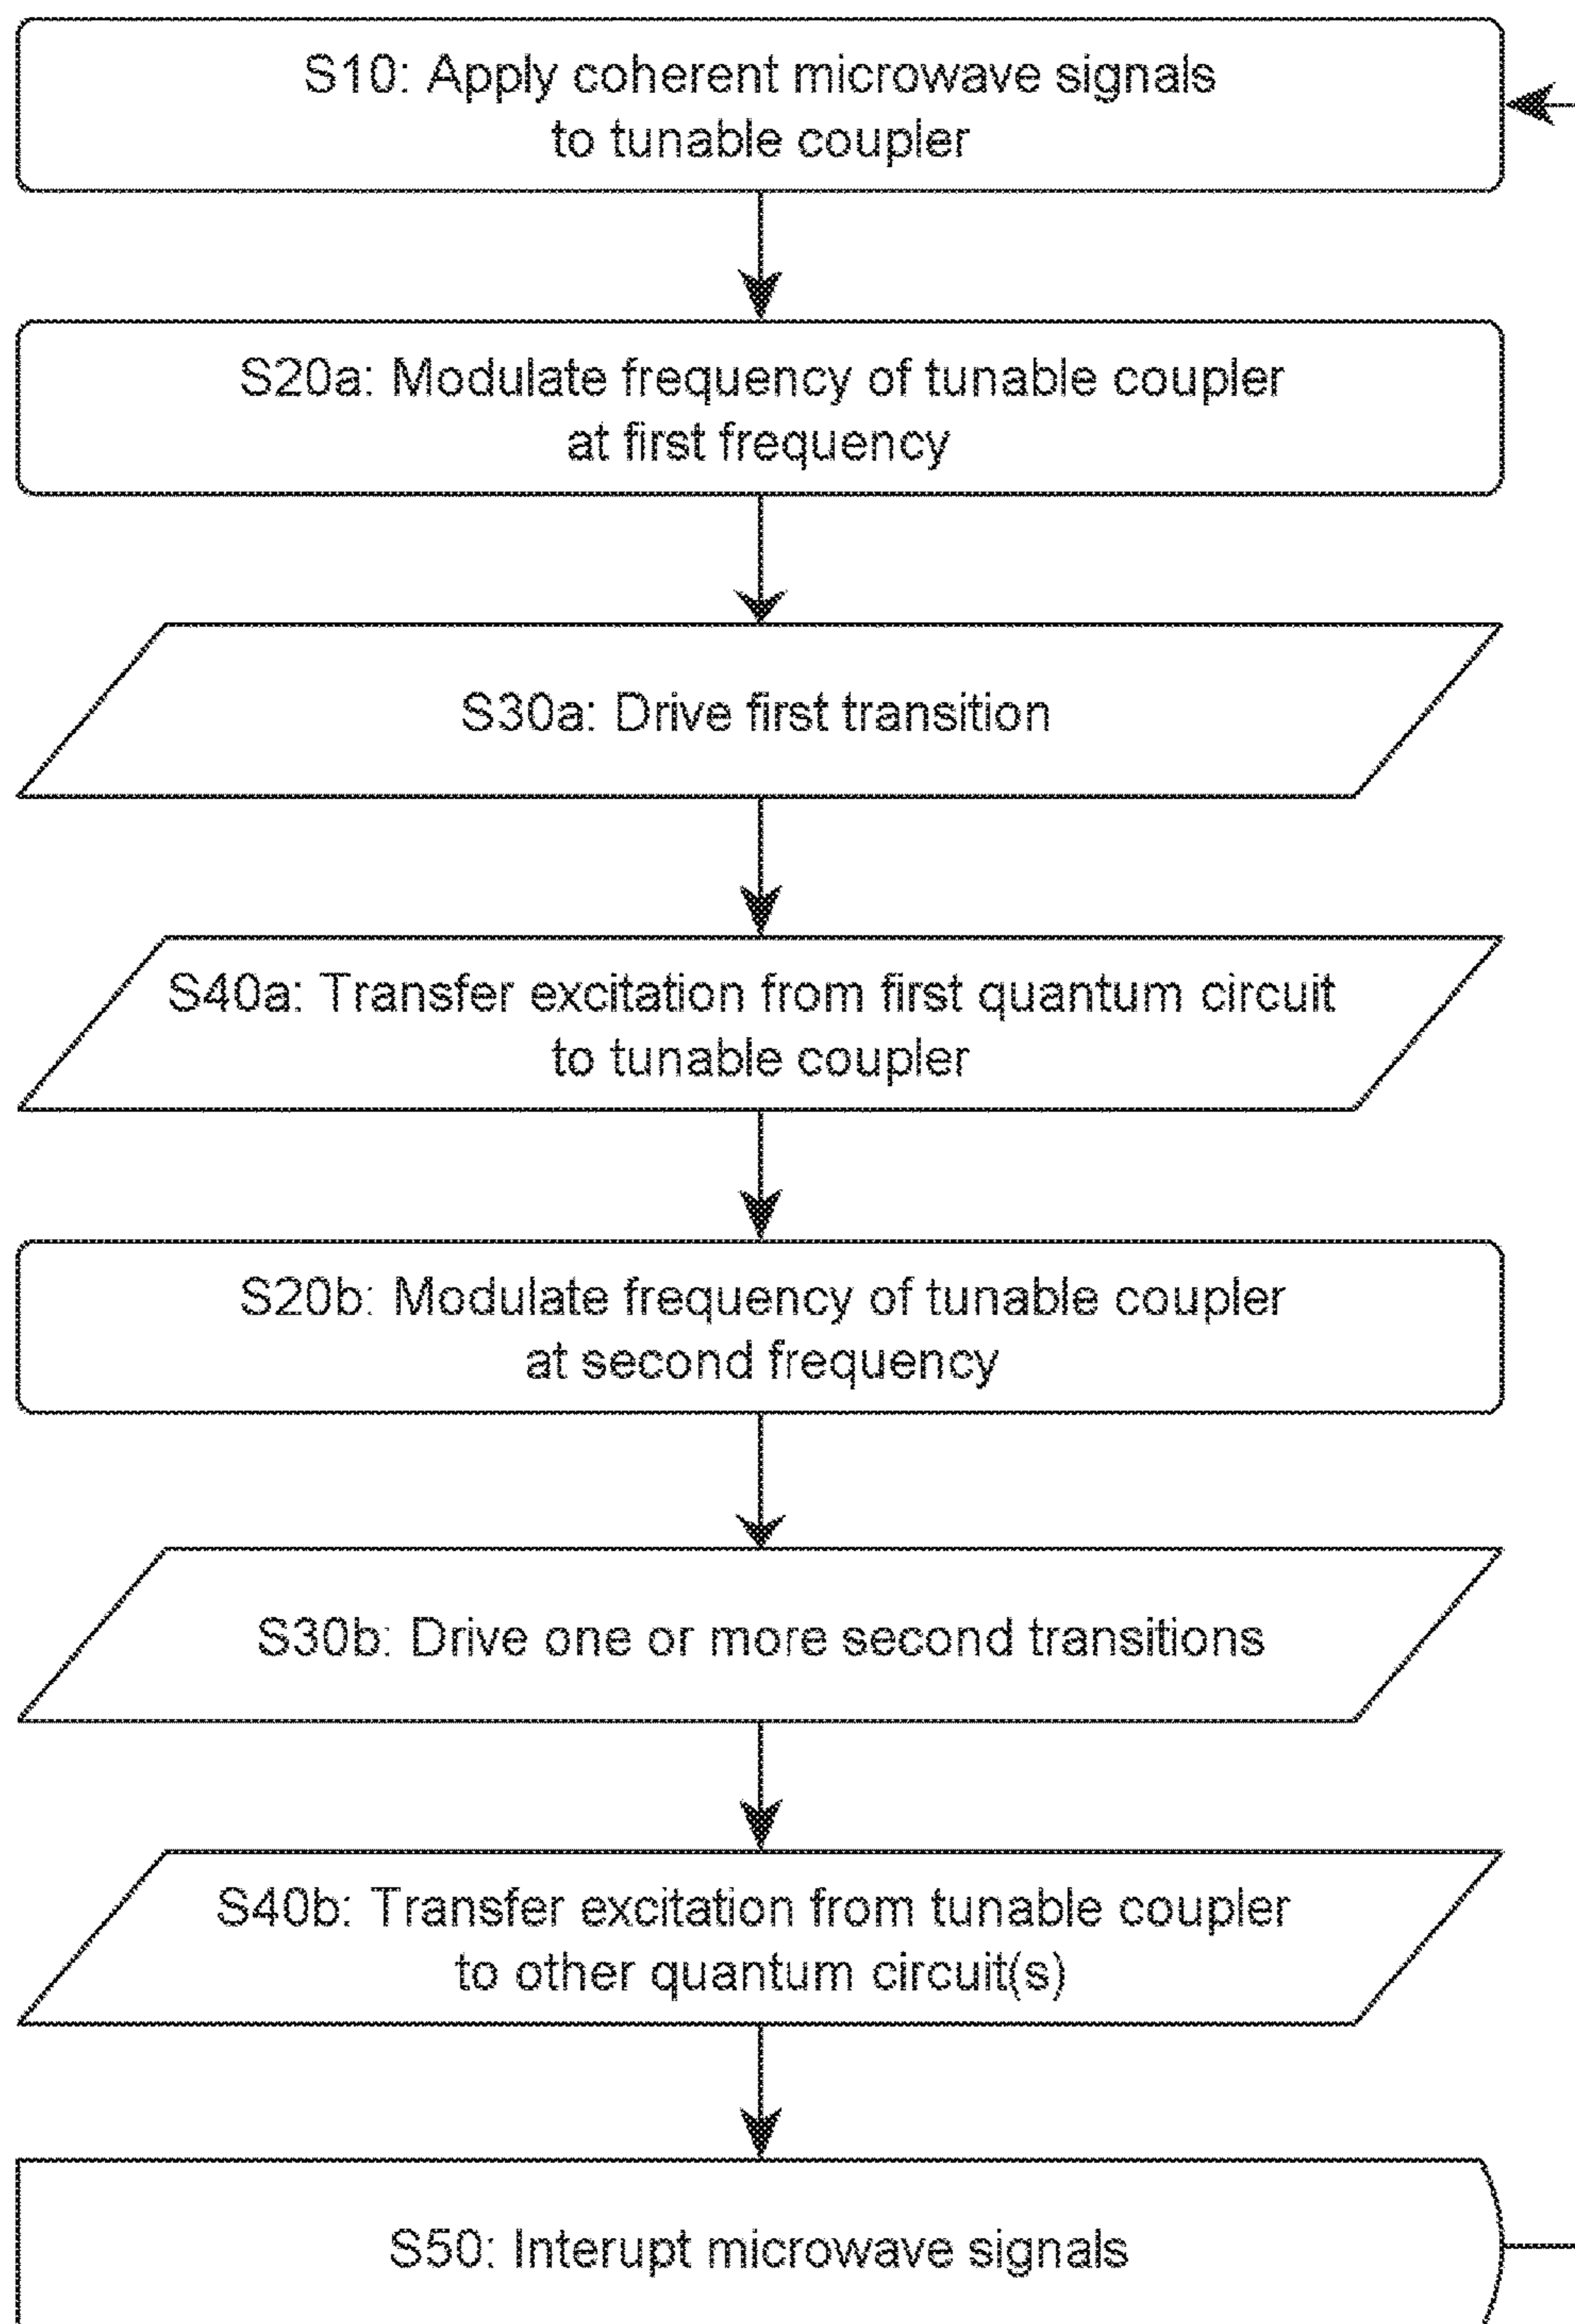 S10: Apply coherent microwave signals
to tunable coupler
S20a: Modulate frequency of tunable coupler
at first frequency
S30a: Drive first transition
S40a: Transfer excitation from first quantum circuit
to tunable coupler
S20b: Modulate frequency of tunable coupler
at second frequency
S30b: Drive one or more second transitions
S40b: Transfer excitation from tunable coupler
to other quantum circuit(s)
S50: Interupt microwave signals